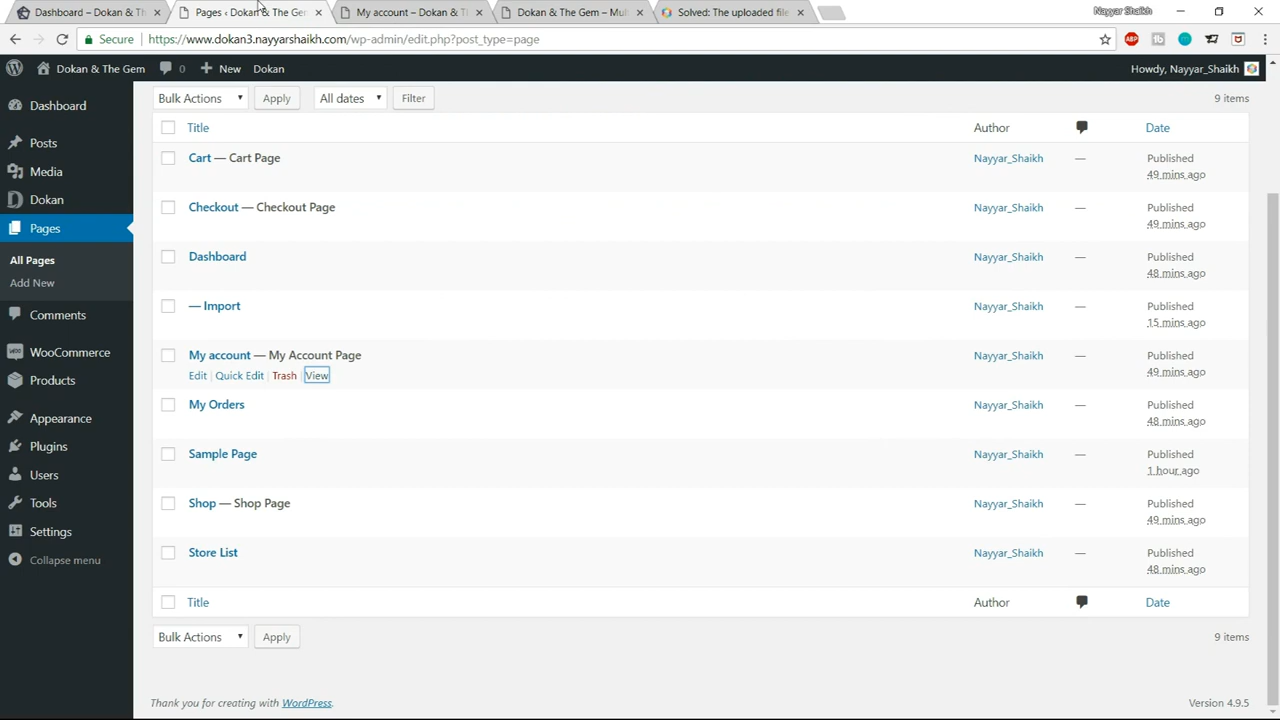 Dashboard – Dokan & Th
Pages ‹ Dokan & The Ger
My account – Dokan & T
Dokan & The Gem – Mul
Solved: The uploaded file
Nayyar Shaikh
Secure
https://www.dokan3.nayyarshaikh.com/wp-admin/edit.php?post_type=page
ABP
Dokan & The Gem
0
New
Dokan
Howdy, Nayyar_Shaikh
Dashboard
Posts
Media
Dokan
Pages
All Pages
Add New
Comments
WooCommerce
Products
Appearance
Plugins
Users
Tools
Settings
Collapse menu
Bulk Actions
Apply
All dates
Filter
9 items
Title
Author
Date
Cart — Cart Page
Nayyar_Shaikh
—
Published
49 mins ago
Checkout — Checkout Page
Nayyar_Shaikh
—
Published
49 mins ago
Dashboard
Nayyar_Shaikh
—
Published
48 mins ago
— Import
Nayyar_Shaikh
—
Published
15 mins ago
My account — My Account Page
Nayyar_Shaikh
—
Published
49 mins ago
Edit | Quick Edit | Trash | View
My Orders
Nayyar_Shaikh
—
Published
48 mins ago
Sample Page
Nayyar_Shaikh
—
Published
1 hour ago
Shop — Shop Page
Nayyar_Shaikh
—
Published
49 mins ago
Store List
Nayyar_Shaikh
—
Published
48 mins ago
Title
Author
Date
Bulk Actions
Apply
9 items
Thank you for creating with WordPress.
Version 4.9.5